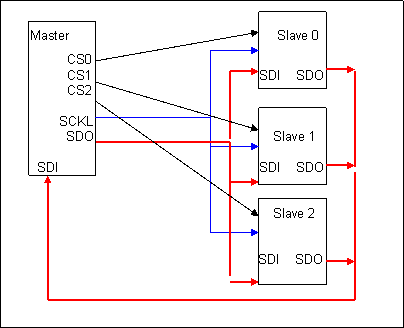 Master
CS0
CS1
CS2
SCKL
SDO
SDI
Slave 0
SDI SDO
Slave 1
SDI SDO
Slave 2
SDI SDO